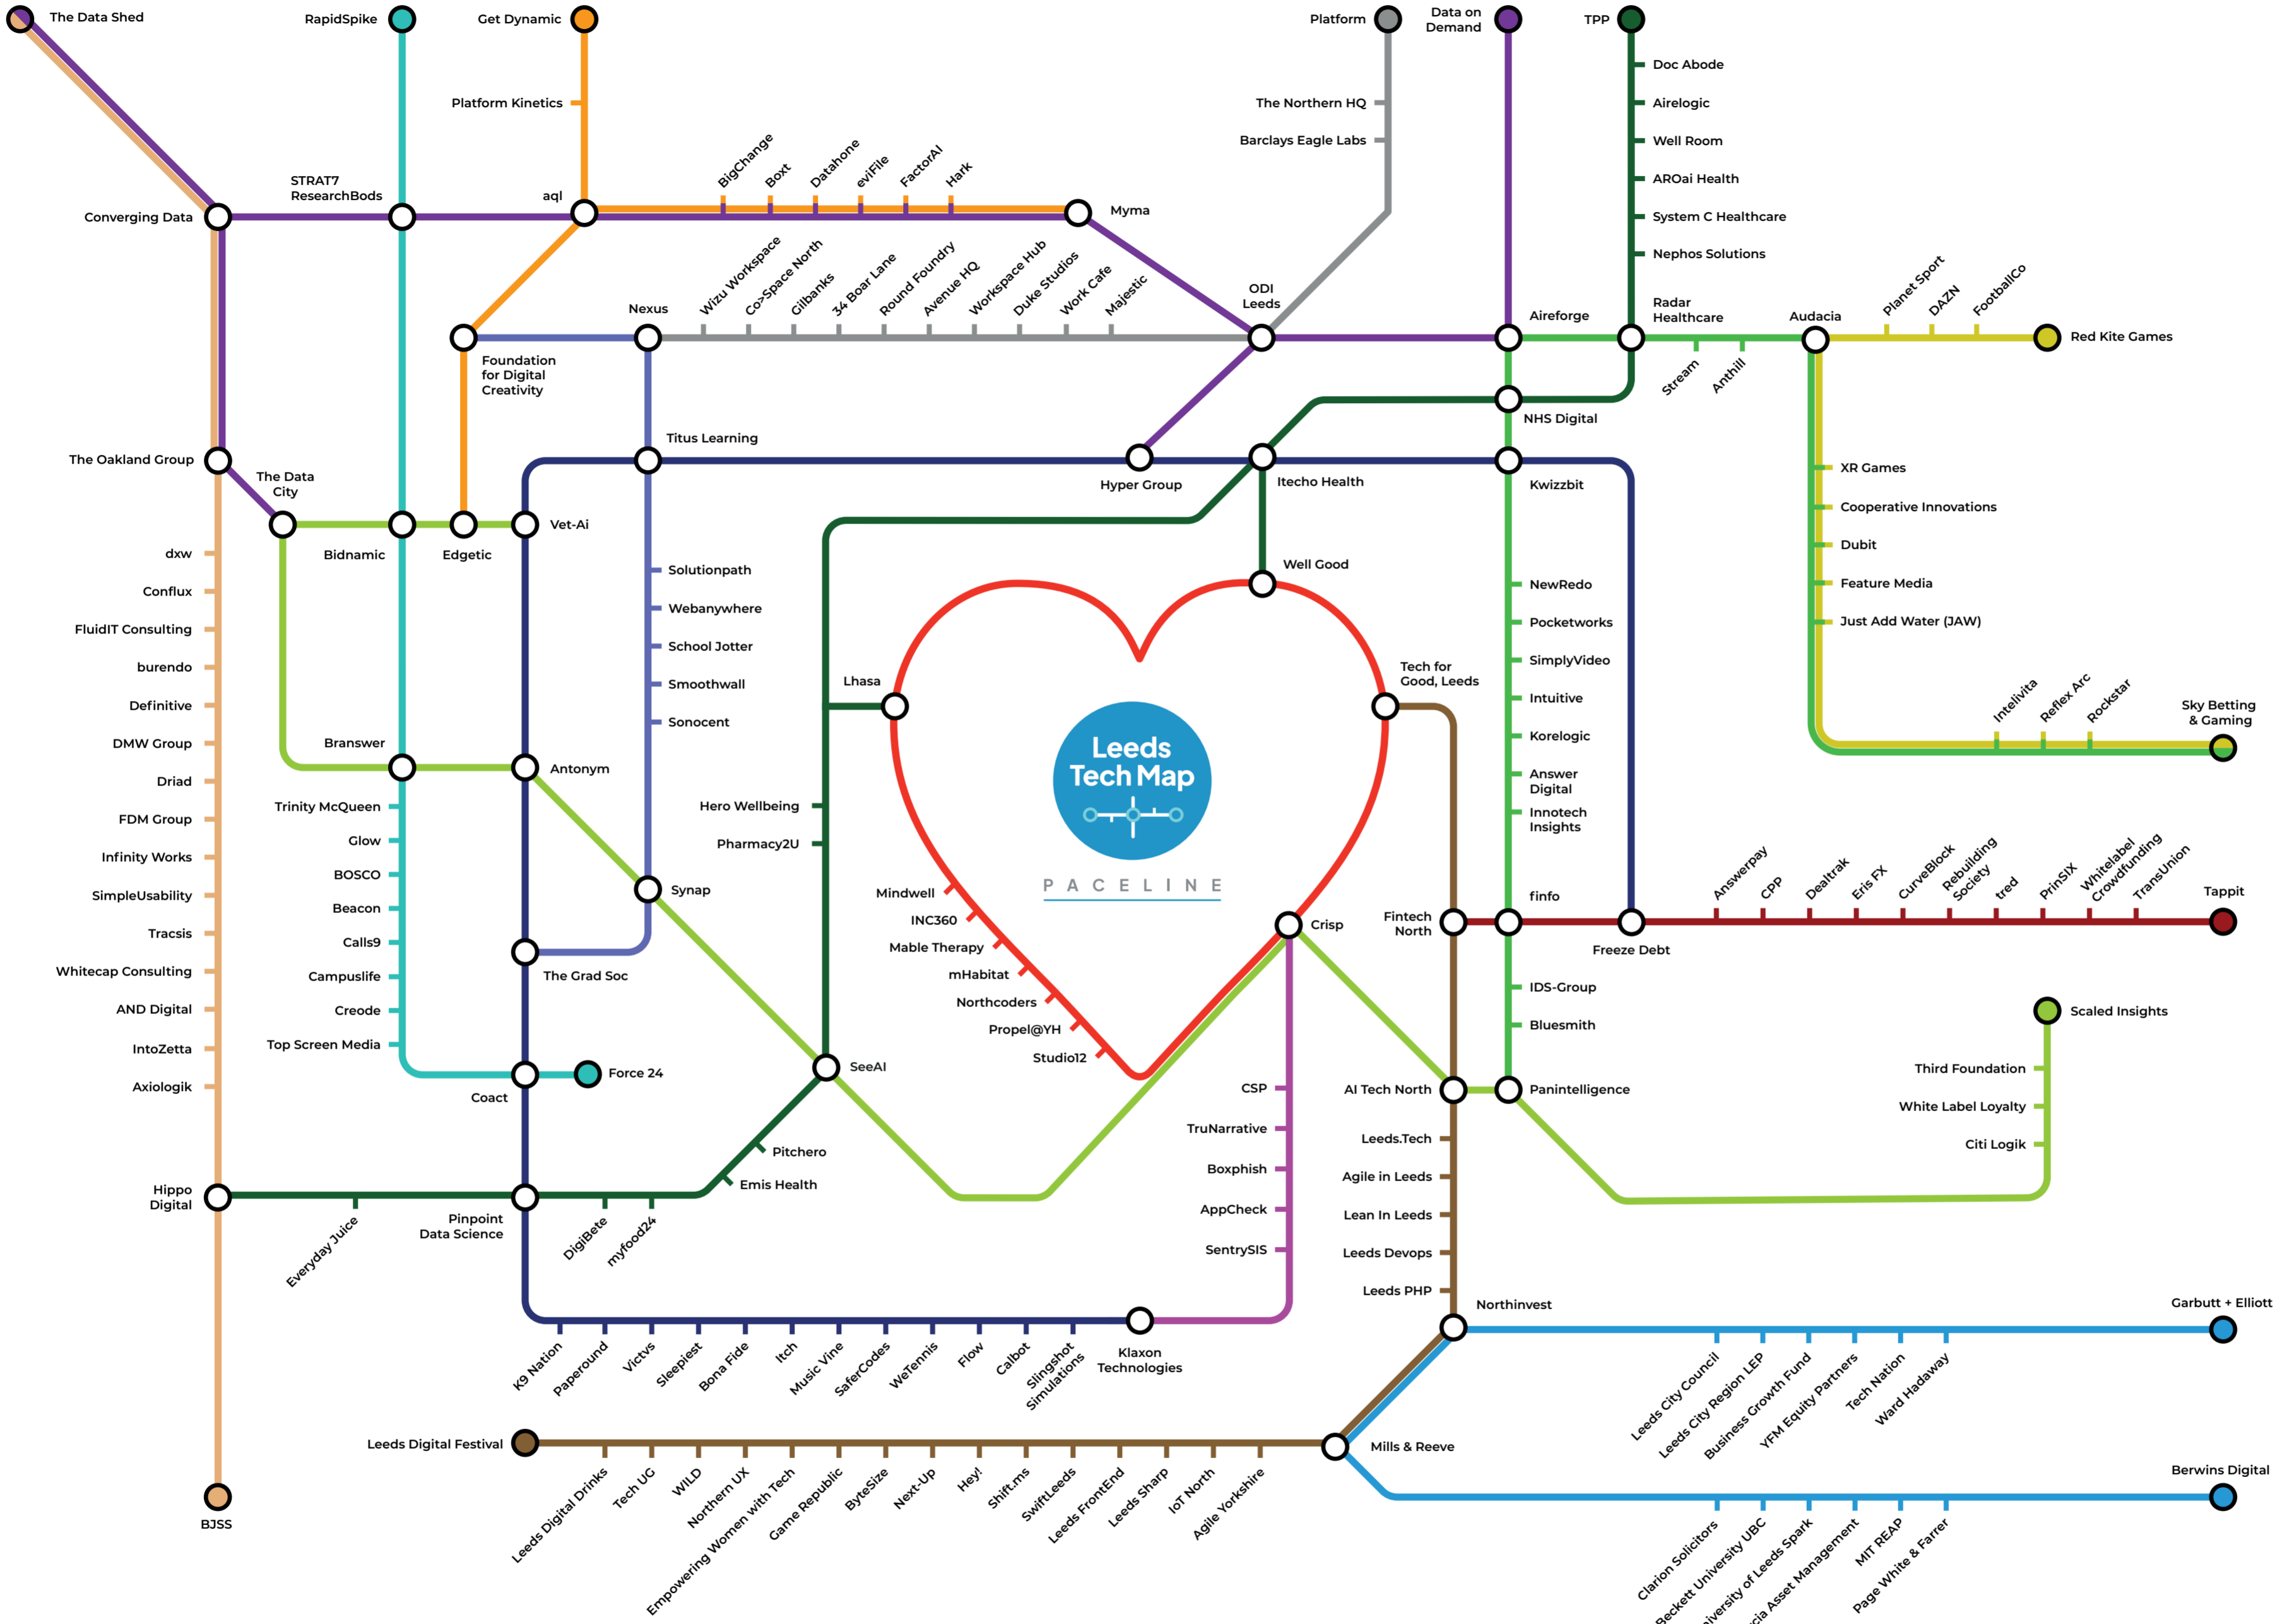 The Data Shed
RapidSpike
Get Dynamic
Platform
Data on
Demand
TPP
Platform Kinetics
The Northern HQ
Barclays Eagle Labs
Doc Abode
Airelogic
Well Room
AROai Health
System C Healthcare
Nephos Solutions
STRAT7
ResearchBods
Converging Data
aql
BigChange
Boxt
Datahone
eviFile
FactorAI
Hark
Myma
Nexus
Wizu Workspace
Co>Space North
Gilbanks
34 Boar Lane
Round Foundry
Avenue HQ
Workspace Hub
Duke Studios
Work Cafe
Majestic
ODI
Leeds
Aireforge
Radar
Healthcare
Audacia
Planet Sport
DAZN
FootballCo
Red Kite Games
Stream
Anthill
Foundation
for Digital
Creativity
NHS Digital
The Oakland Group
The Data
City
Titus Learning
Hyper Group
Itecho Health
Kwizzbit
XR Games
Cooperative Innovations
Dubit
Feature Media
Just Add Water (JAW)
Bidnamic
Edgetic
Vet-Ai
dxw
Conflux
FluidIT Consulting
burendo
Definitive
DMW Group
Driad
FDM Group
Infinity Works
SimpleUsability
Tracsis
Whitecap Consulting
AND Digital
IntoZetta
Axiologik
Solutionpath
Webanywhere
School Jotter
Smoothwall
Sonocent
Well Good
NewRedo
Pocketworks
SimplyVideo
Intuitive
Korelogic
Answer
Digital
Innotech
Insights
Lhasa
Tech for
Good, Leeds
Leeds
Tech Map
PACELINE
Intelivita
Reflex Arc
Rockstar
Sky Betting
& Gaming
Branswer
Antonym
Trinity McQueen
Glow
BOSCO
Beacon
Calls9
Campuslife
Creode
Top Screen Media
Hero Wellbeing
Pharmacy2U
Synap
The Grad Soc
Mindwell
INC360
Mable Therapy
mHabitat
Northcoders
Propel@YH
Studio12
Crisp
Fintech
North
finfo
Freeze Debt
Answerpay
CPP
Dealtrak
Eris FX
CurveBlock
Rebuilding
Society
tred
PrinSIX
Whitelabel
Crowdfunding
TransUnion
Tappit
IDS-Group
Bluesmith
Scaled Insights
Third Foundation
White Label Loyalty
Citi Logik
Coact
Force 24
SeeAI
CSP
TruNarrative
Boxphish
AppCheck
SentrySIS
AI Tech North
Panintelligence
Leeds.Tech
Agile in Leeds
Lean In Leeds
Leeds Devops
Leeds PHP
Pitchero
Emis Health
Hippo
Digital
Everyday Juice
Pinpoint
Data Science
DigiBete
myfood24
Northinvest
Garbutt + Elliott
K9 Nation
Paperound
Victvs
Sleepiest
Bona Fide
Itch
Music Vine
SaferCodes
WeTennis
Flow
Calbot
Slingshot
Simulations
Klaxon
Technologies
Leeds City Council
Leeds City Region LEP
Business Growth Fund
YFM Equity Partners
Tech Nation
Ward Hadaway
Leeds Digital Festival
Mills & Reeve
Berwins Digital
Leeds Digital Drinks
Tech UG
WILD
Northern UX
Empowering Women with Tech
Game Republic
ByteSize
Next-Up
Hey!
Shift.ms
SwiftLeeds
Leeds FrontEnd
Leeds Sharp
IoT North
Agile Yorkshire
Clarion Solicitors
Beckett University UBC
of Leeds Spark
Asset Management
MIT REAP
Page White & Farrer
BJSS